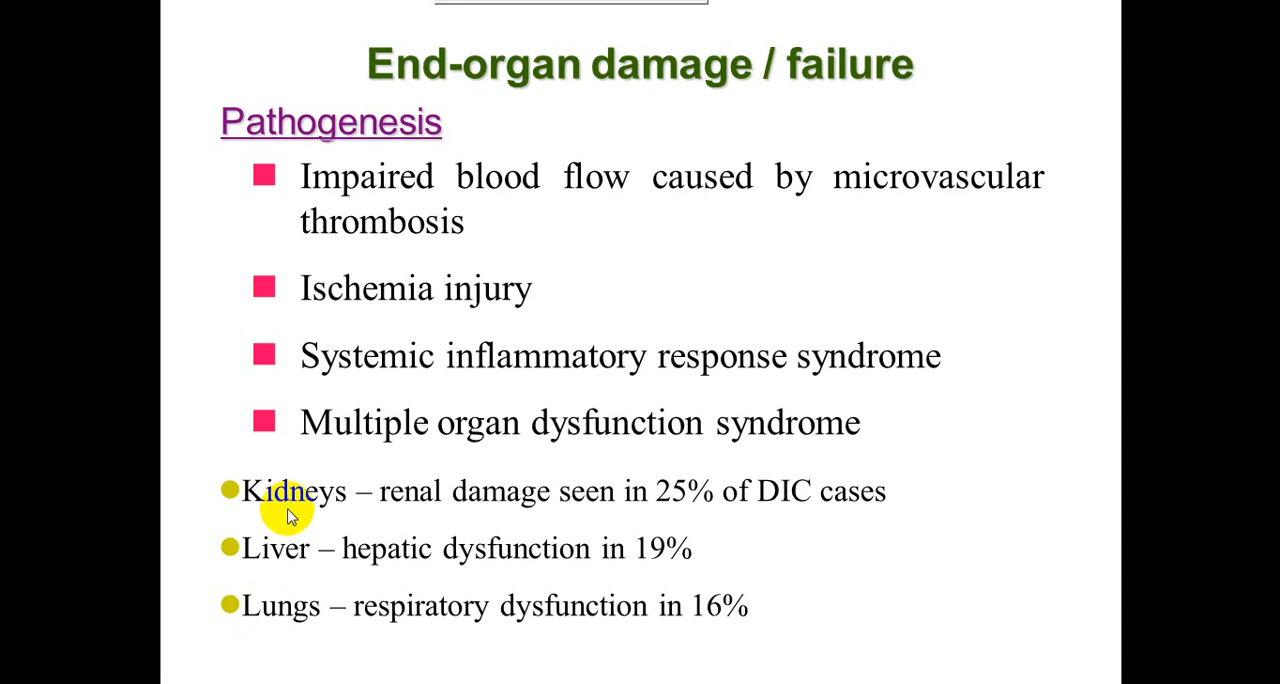 End-organ damage / failure
Pathogenesis
Impaired blood flow caused by microvascular
thrombosis
Ischemia injury
Systemic inflammatory response syndrome
Multiple organ dysfunction syndrome
Kidneys – renal damage seen in 25% of DIC cases
Liver – hepatic dysfunction in 19%
Lungs – respiratory dysfunction in 16%